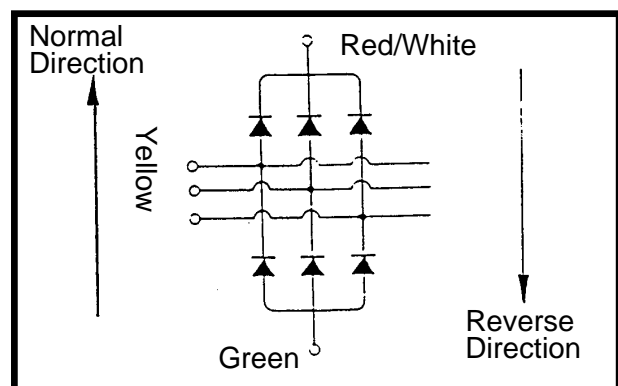 Normal
Direction
Red/White
Yellow
Green
Reverse
Direction